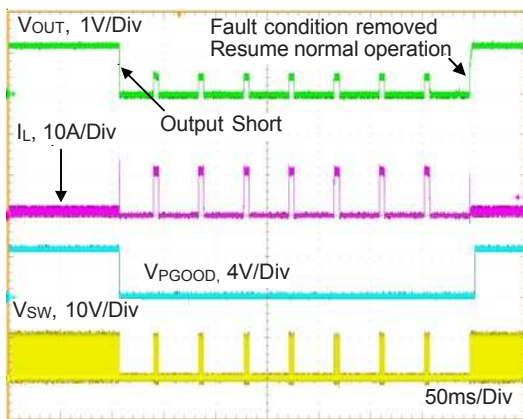 VOUT, 1V/Div
Fault condition removed
Resume normal operation
Output Short
IL, 10A/Div
VPGOOD, 4V/Div
VSW, 10V/Div
50ms/Div